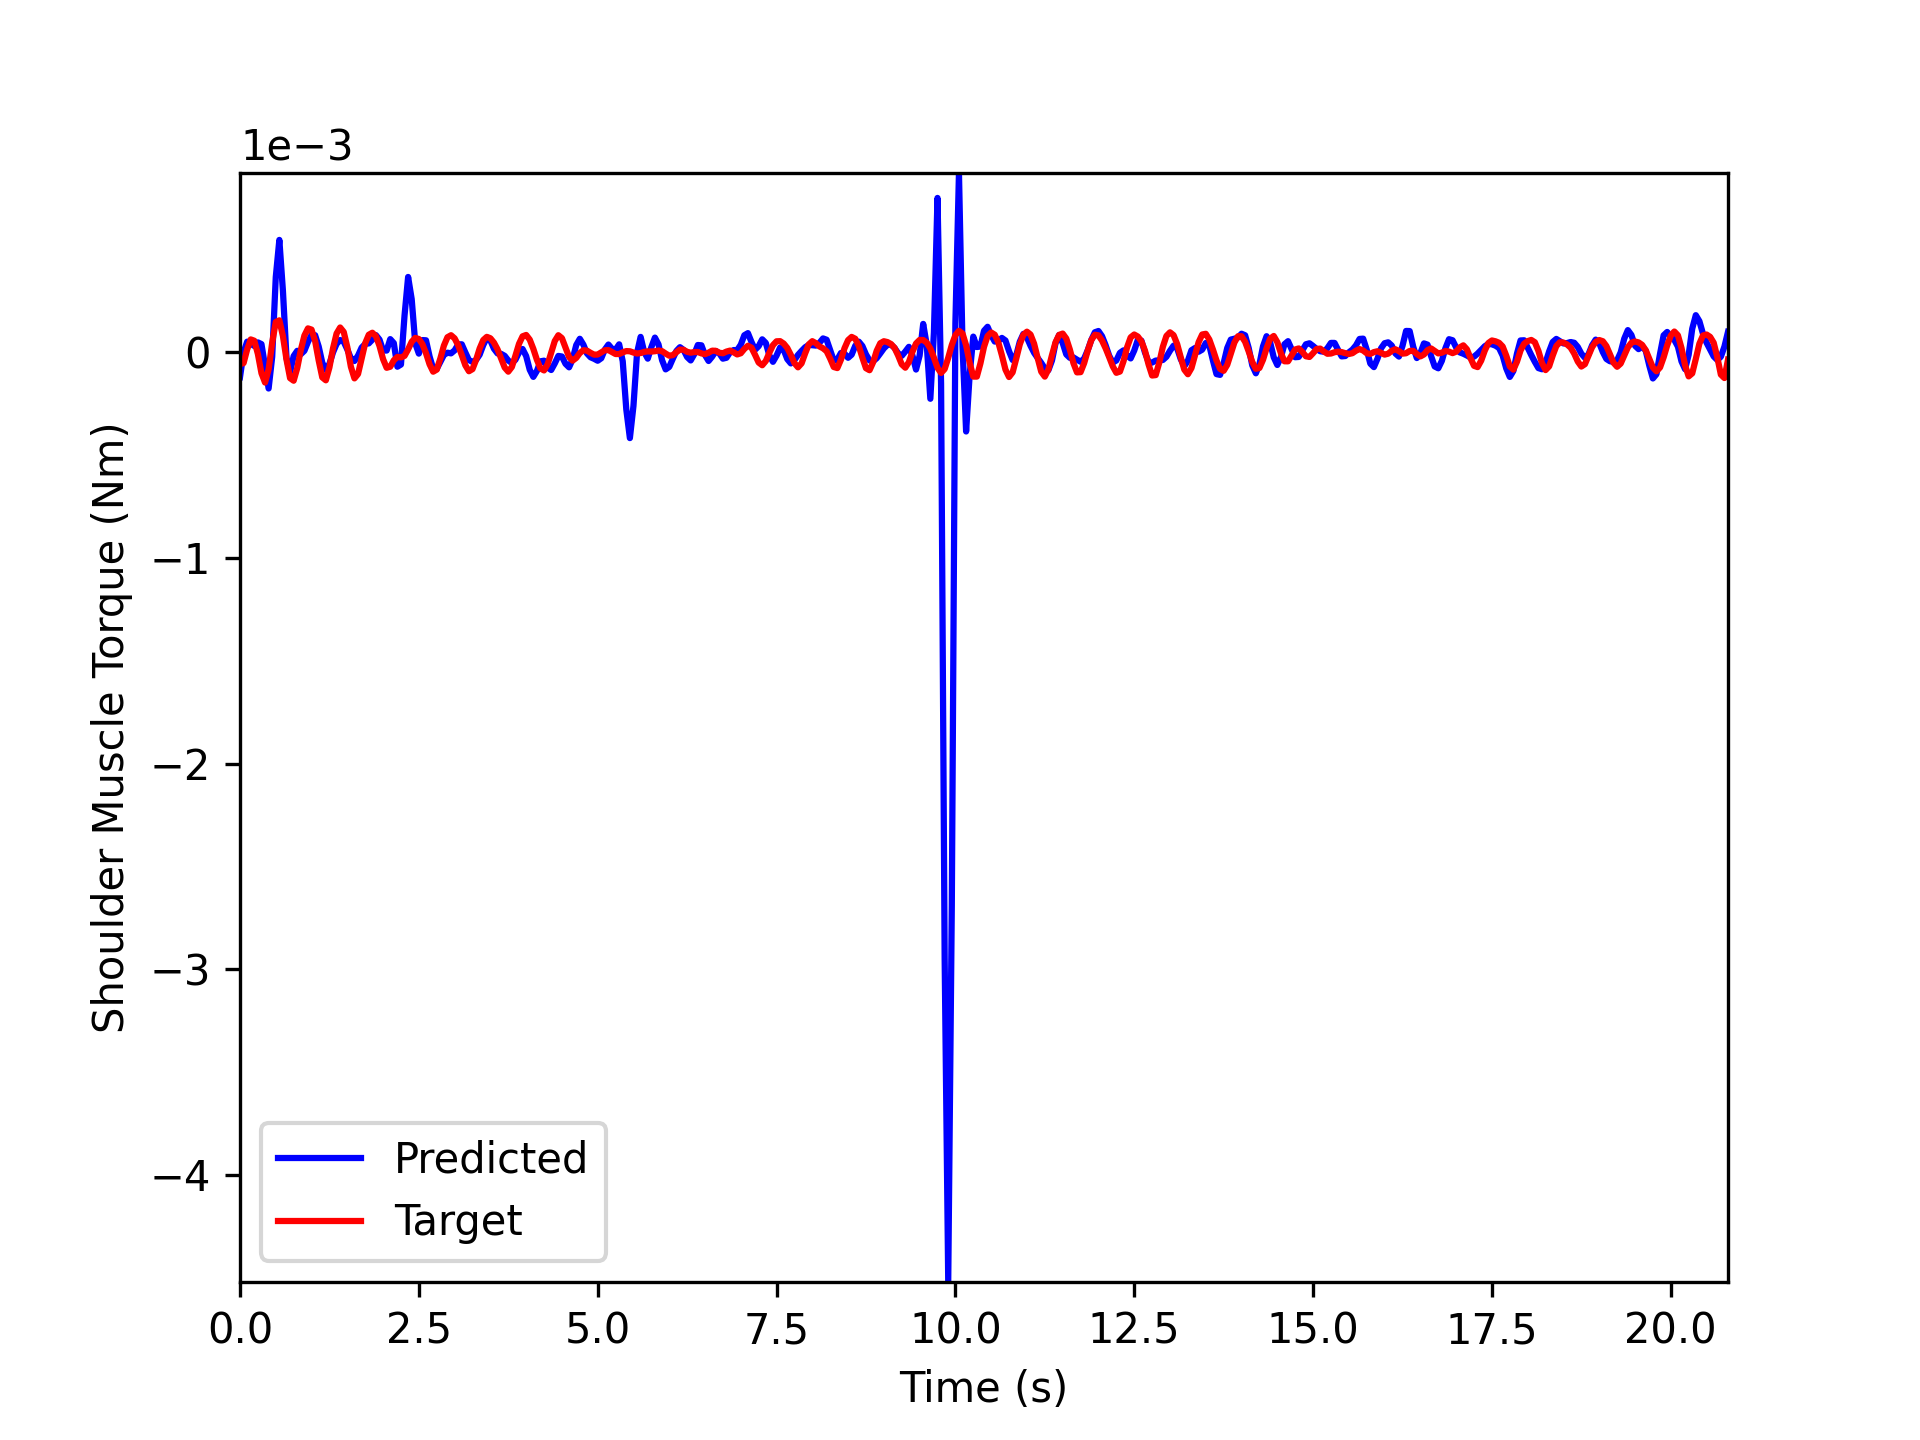 1e−3
0
−1
−2
−3
−4
Shoulder Muscle Torque (Nm)
Predicted
Target
0.0 2.5 5.0 7.5 10.0 12.5 15.0 17.5 20.0
Time (s)